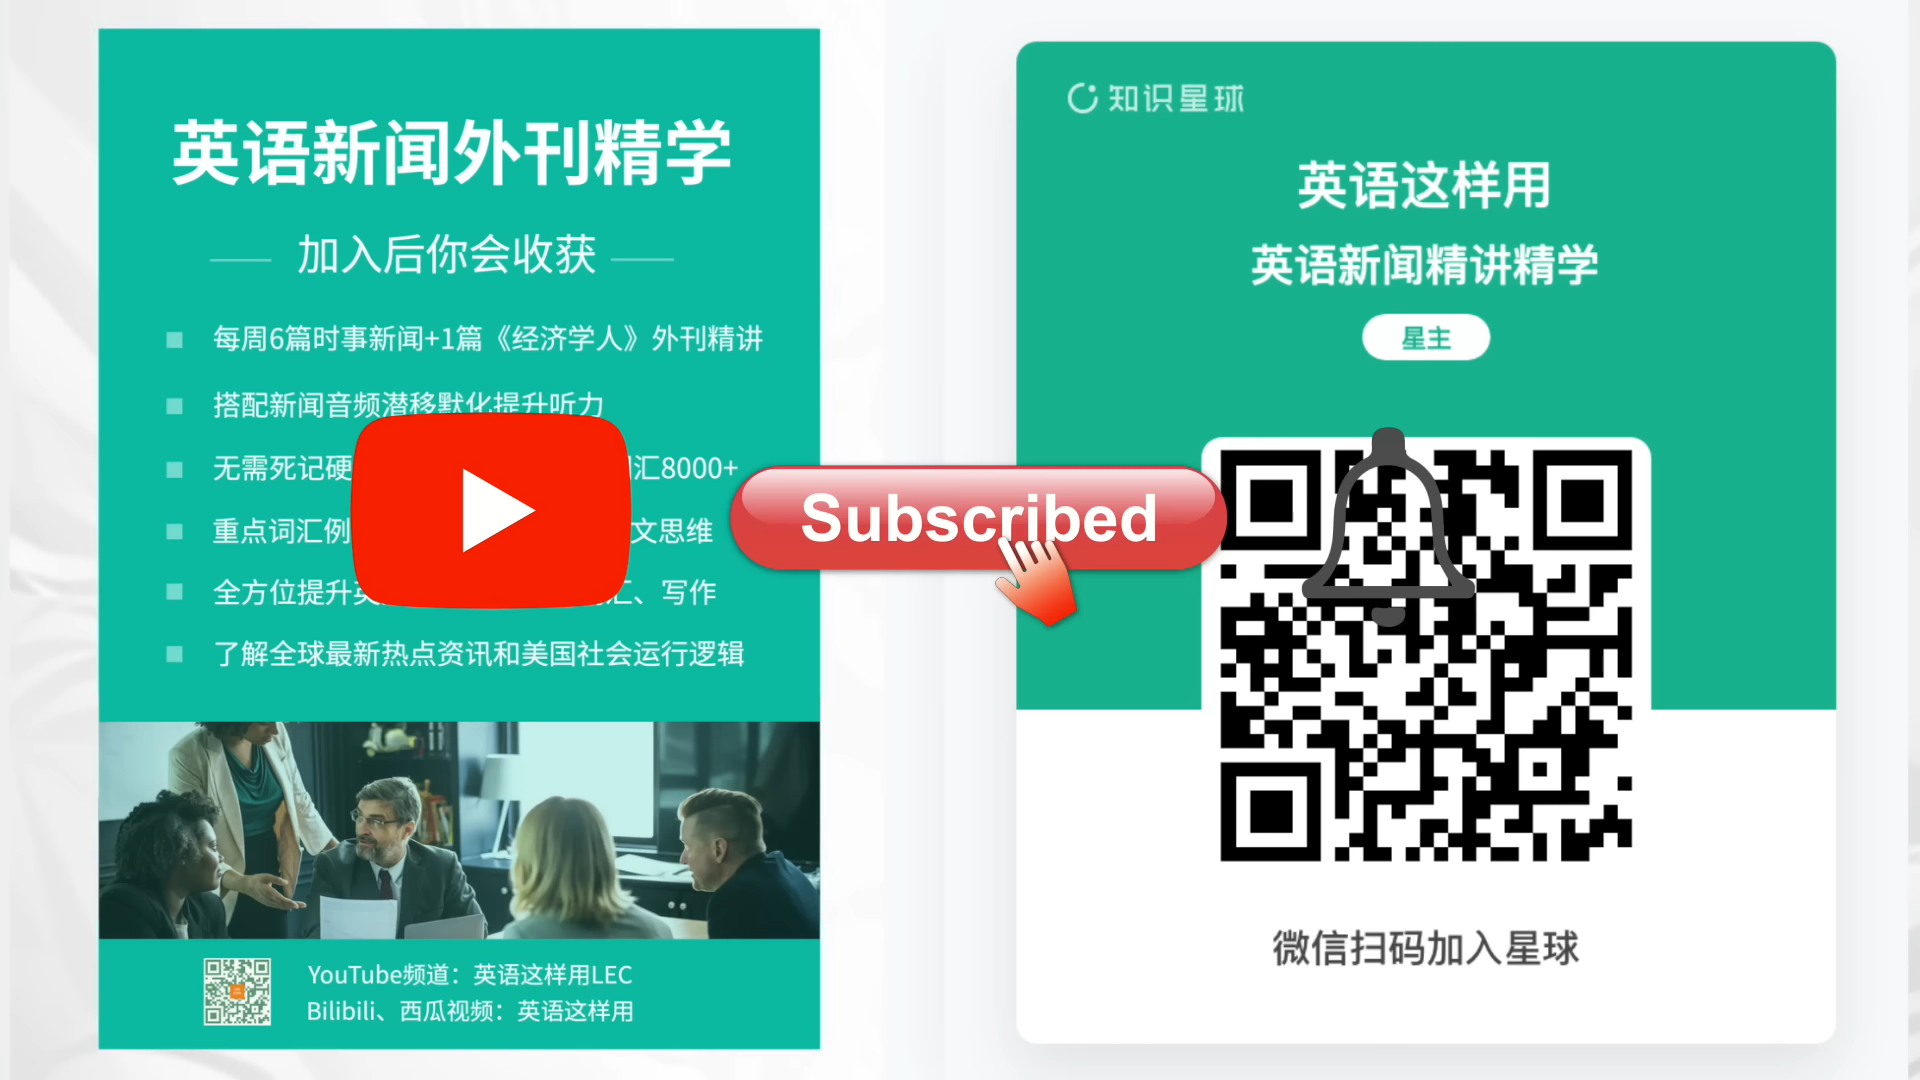 英语新闻外刊精学
加入后你会收获
每周6篇时事新闻+1篇《经济学人》外刊精讲
搭配新闻音频潜移默化提升听力
无需死记硬
汇8000+
重点词汇例
文思维
全方位提升英
汇、写作
了解全球最新热点资讯和美国社会运行逻辑
YouTube频道：英语这样用LEC
Bilibili、西瓜视频：英语这样用
Subscribed
知识星球
英语这样用
英语新闻精讲精学
星主
微信扫码加入星球